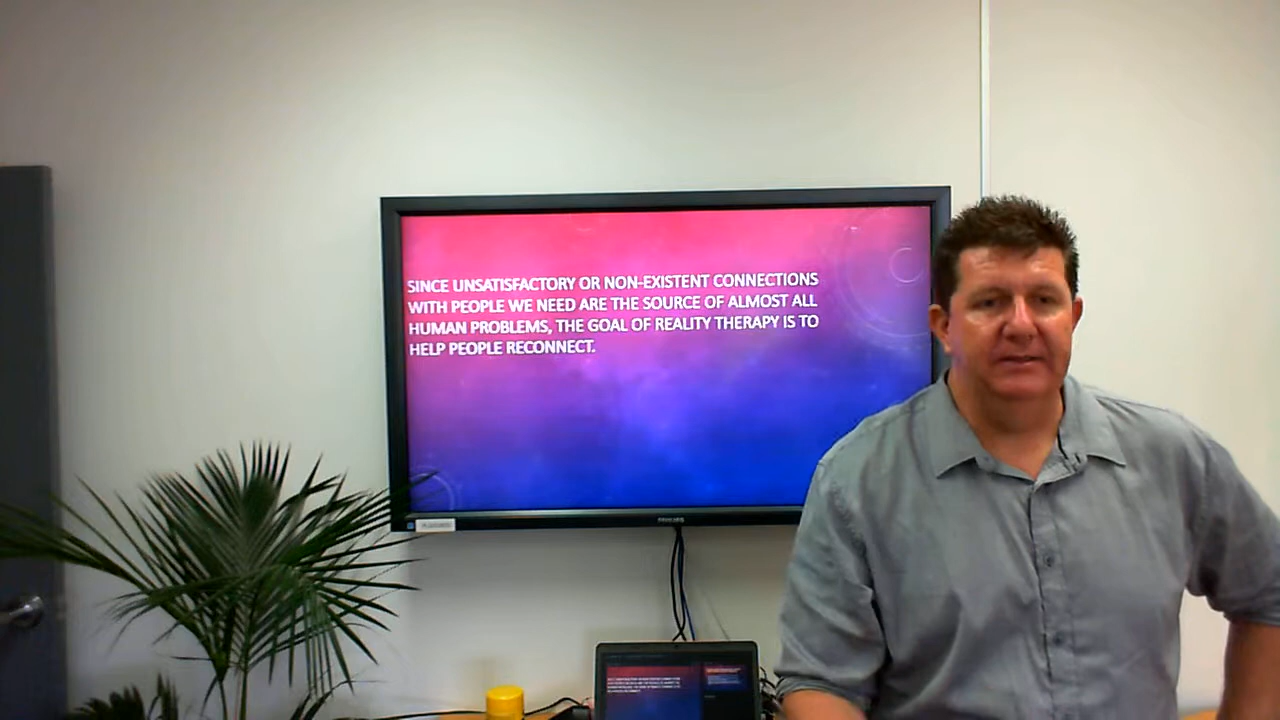 SINCE UNSATISFACTORY OR NON-EXISTENT CONNECTIONS
WITH PEOPLE WE NEED ARE THE SOURCE OF ALMOST ALL
HUMAN PROBLEMS, THE GOAL OF REALITY THERAPY IS TO
HELP PEOPLE RECONNECT.